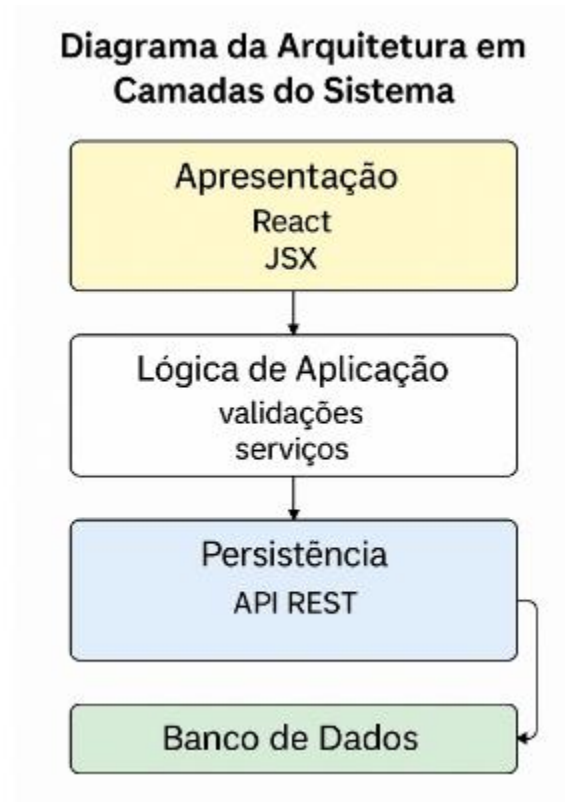 Diagrama da Arquitetura em
Camadas do Sistema
Apresentação
React
JSX
Lógica de Aplicação
validações
serviços
Persistência
API REST
Banco de Dados